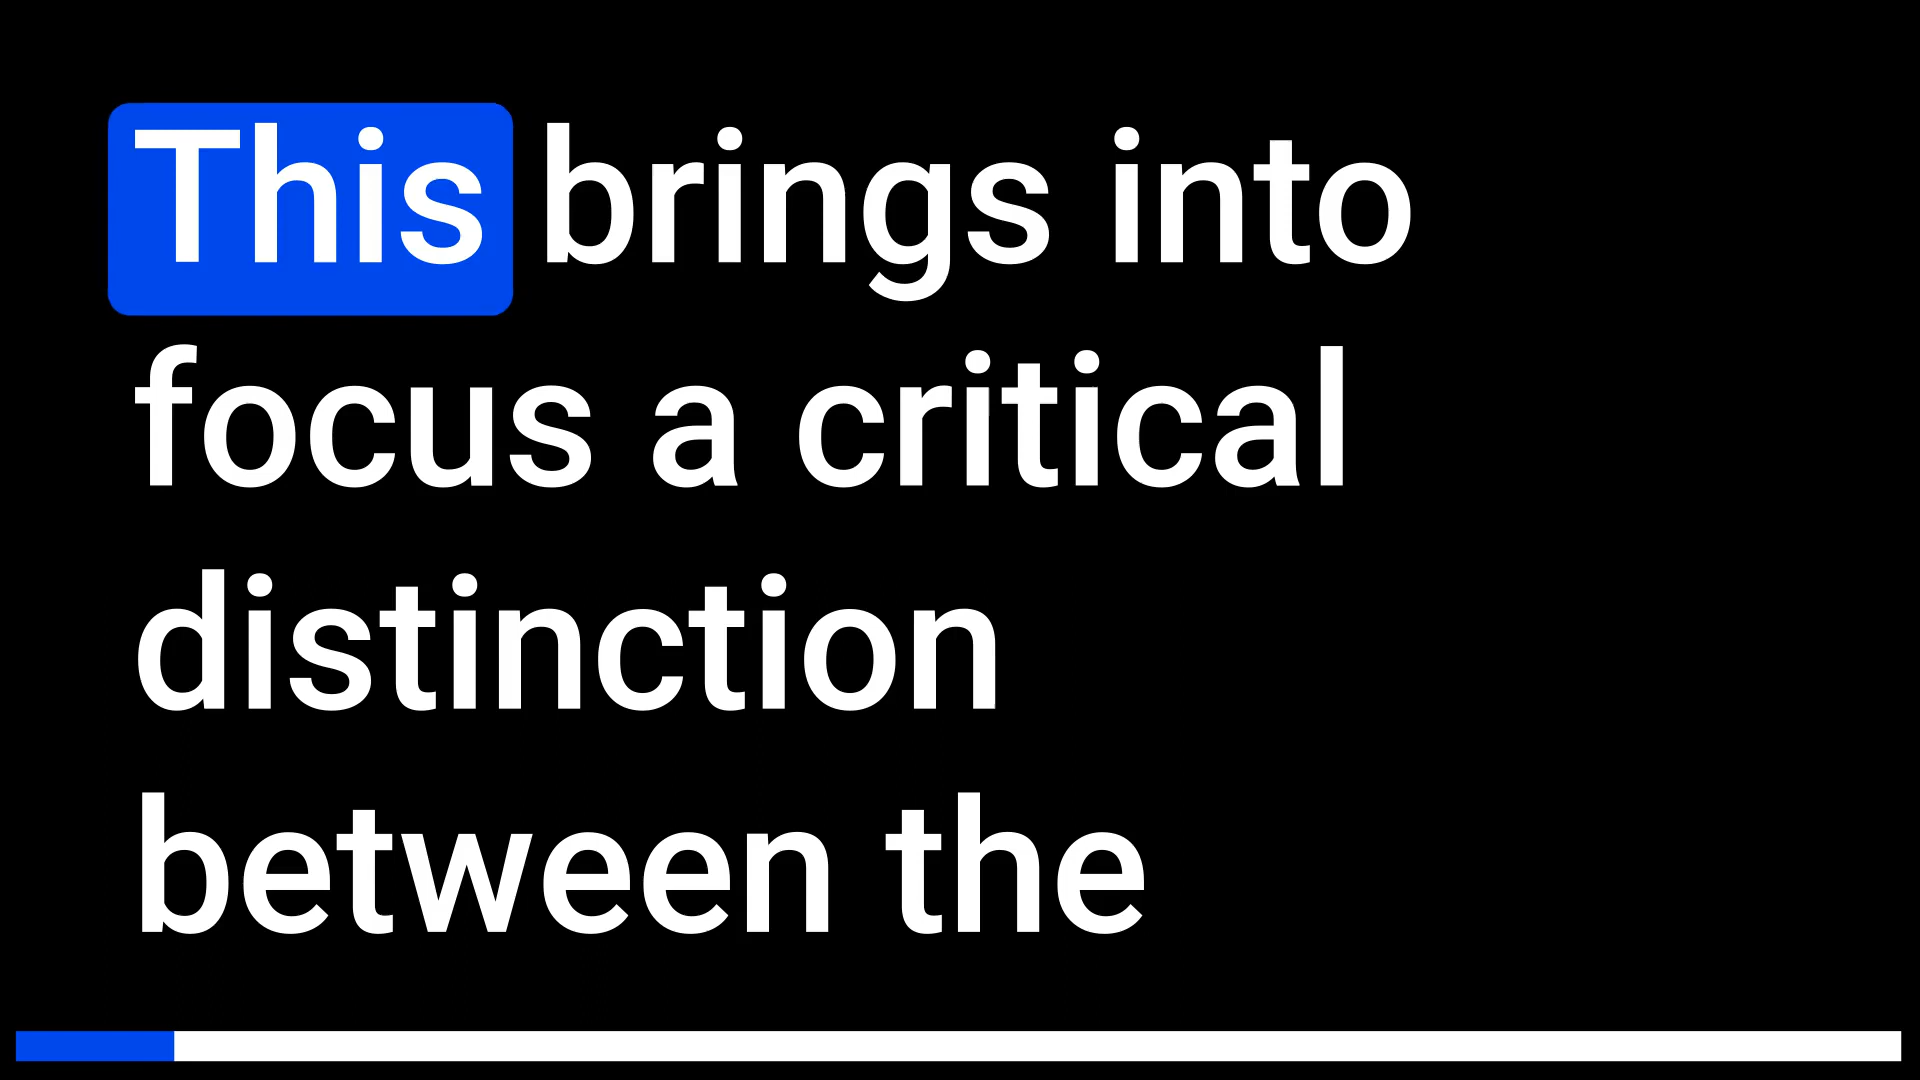 This brings into
focus a critical
distinction
between the